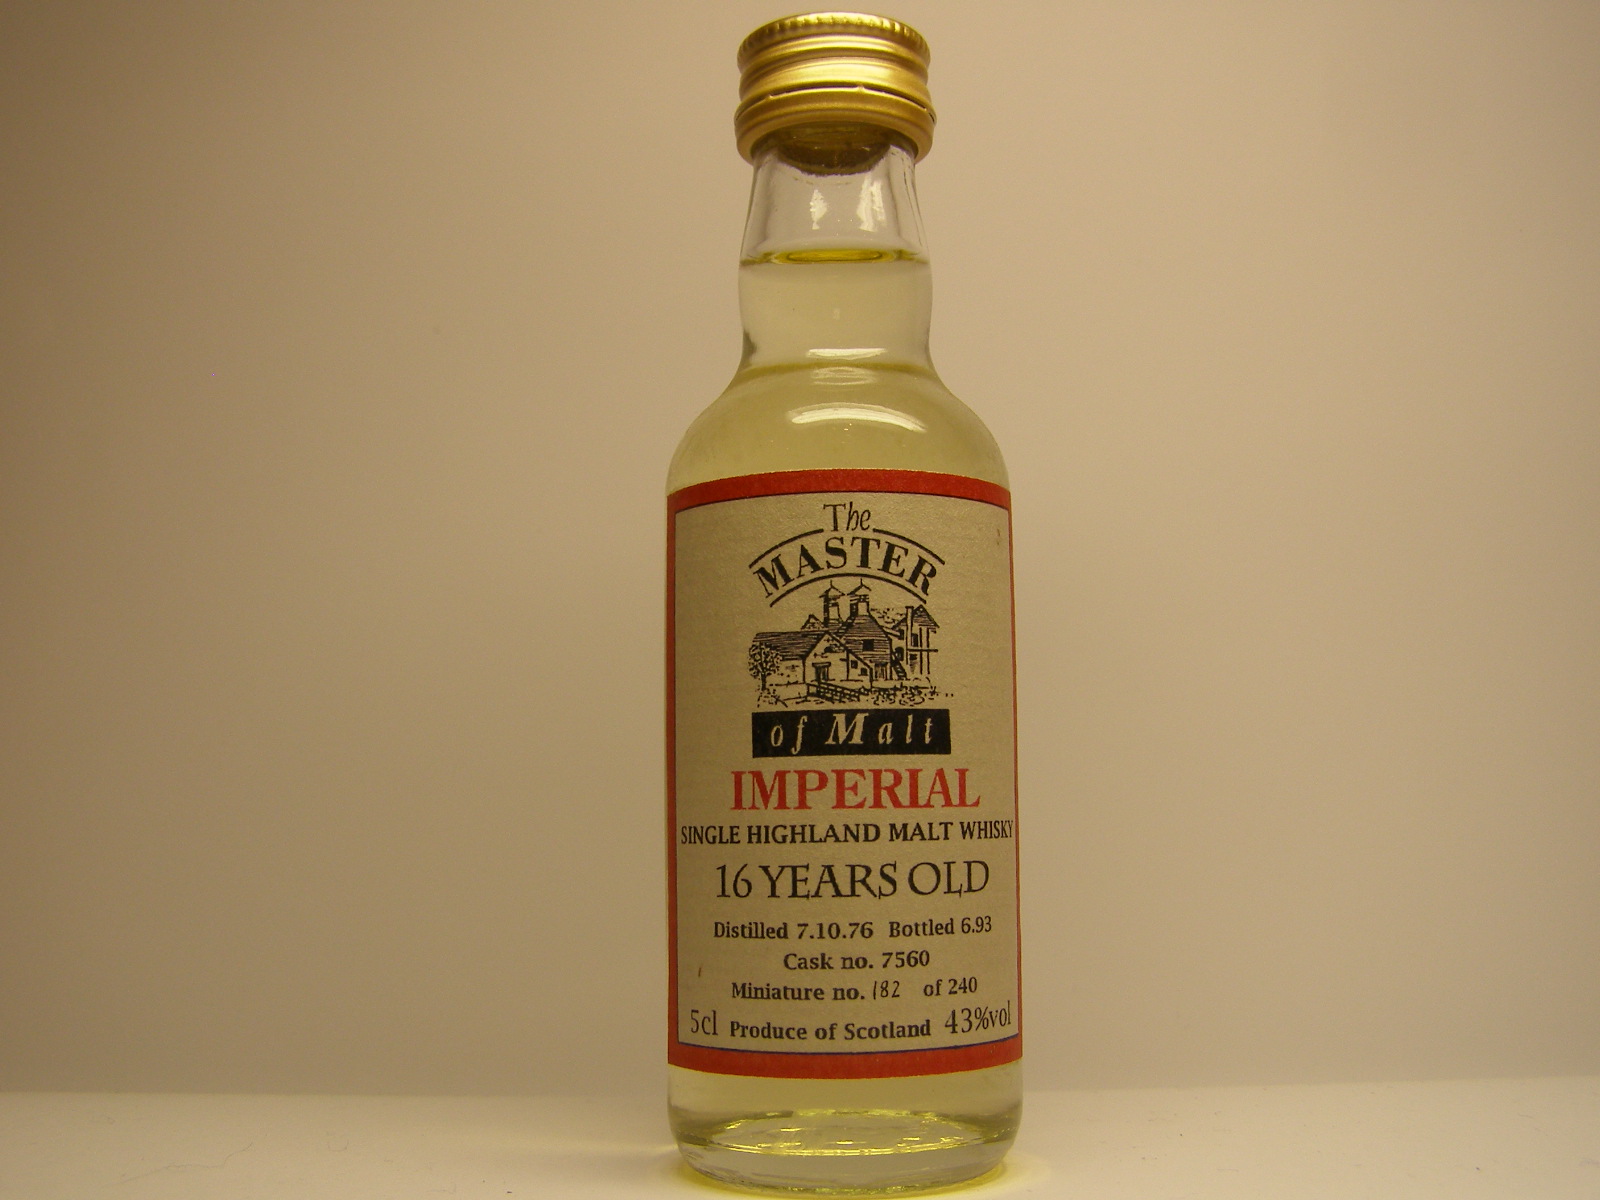 The
MASTER
of Malt
IMPERIAL
SINGLE HIGHLAND MALT WHISKY
16 YEARS OLD
Distilled 7.10.76 Bottled 6.93
Cask no. 7560
Miniature no. 182 of 240
5cl Produce of Scotland 43%vol